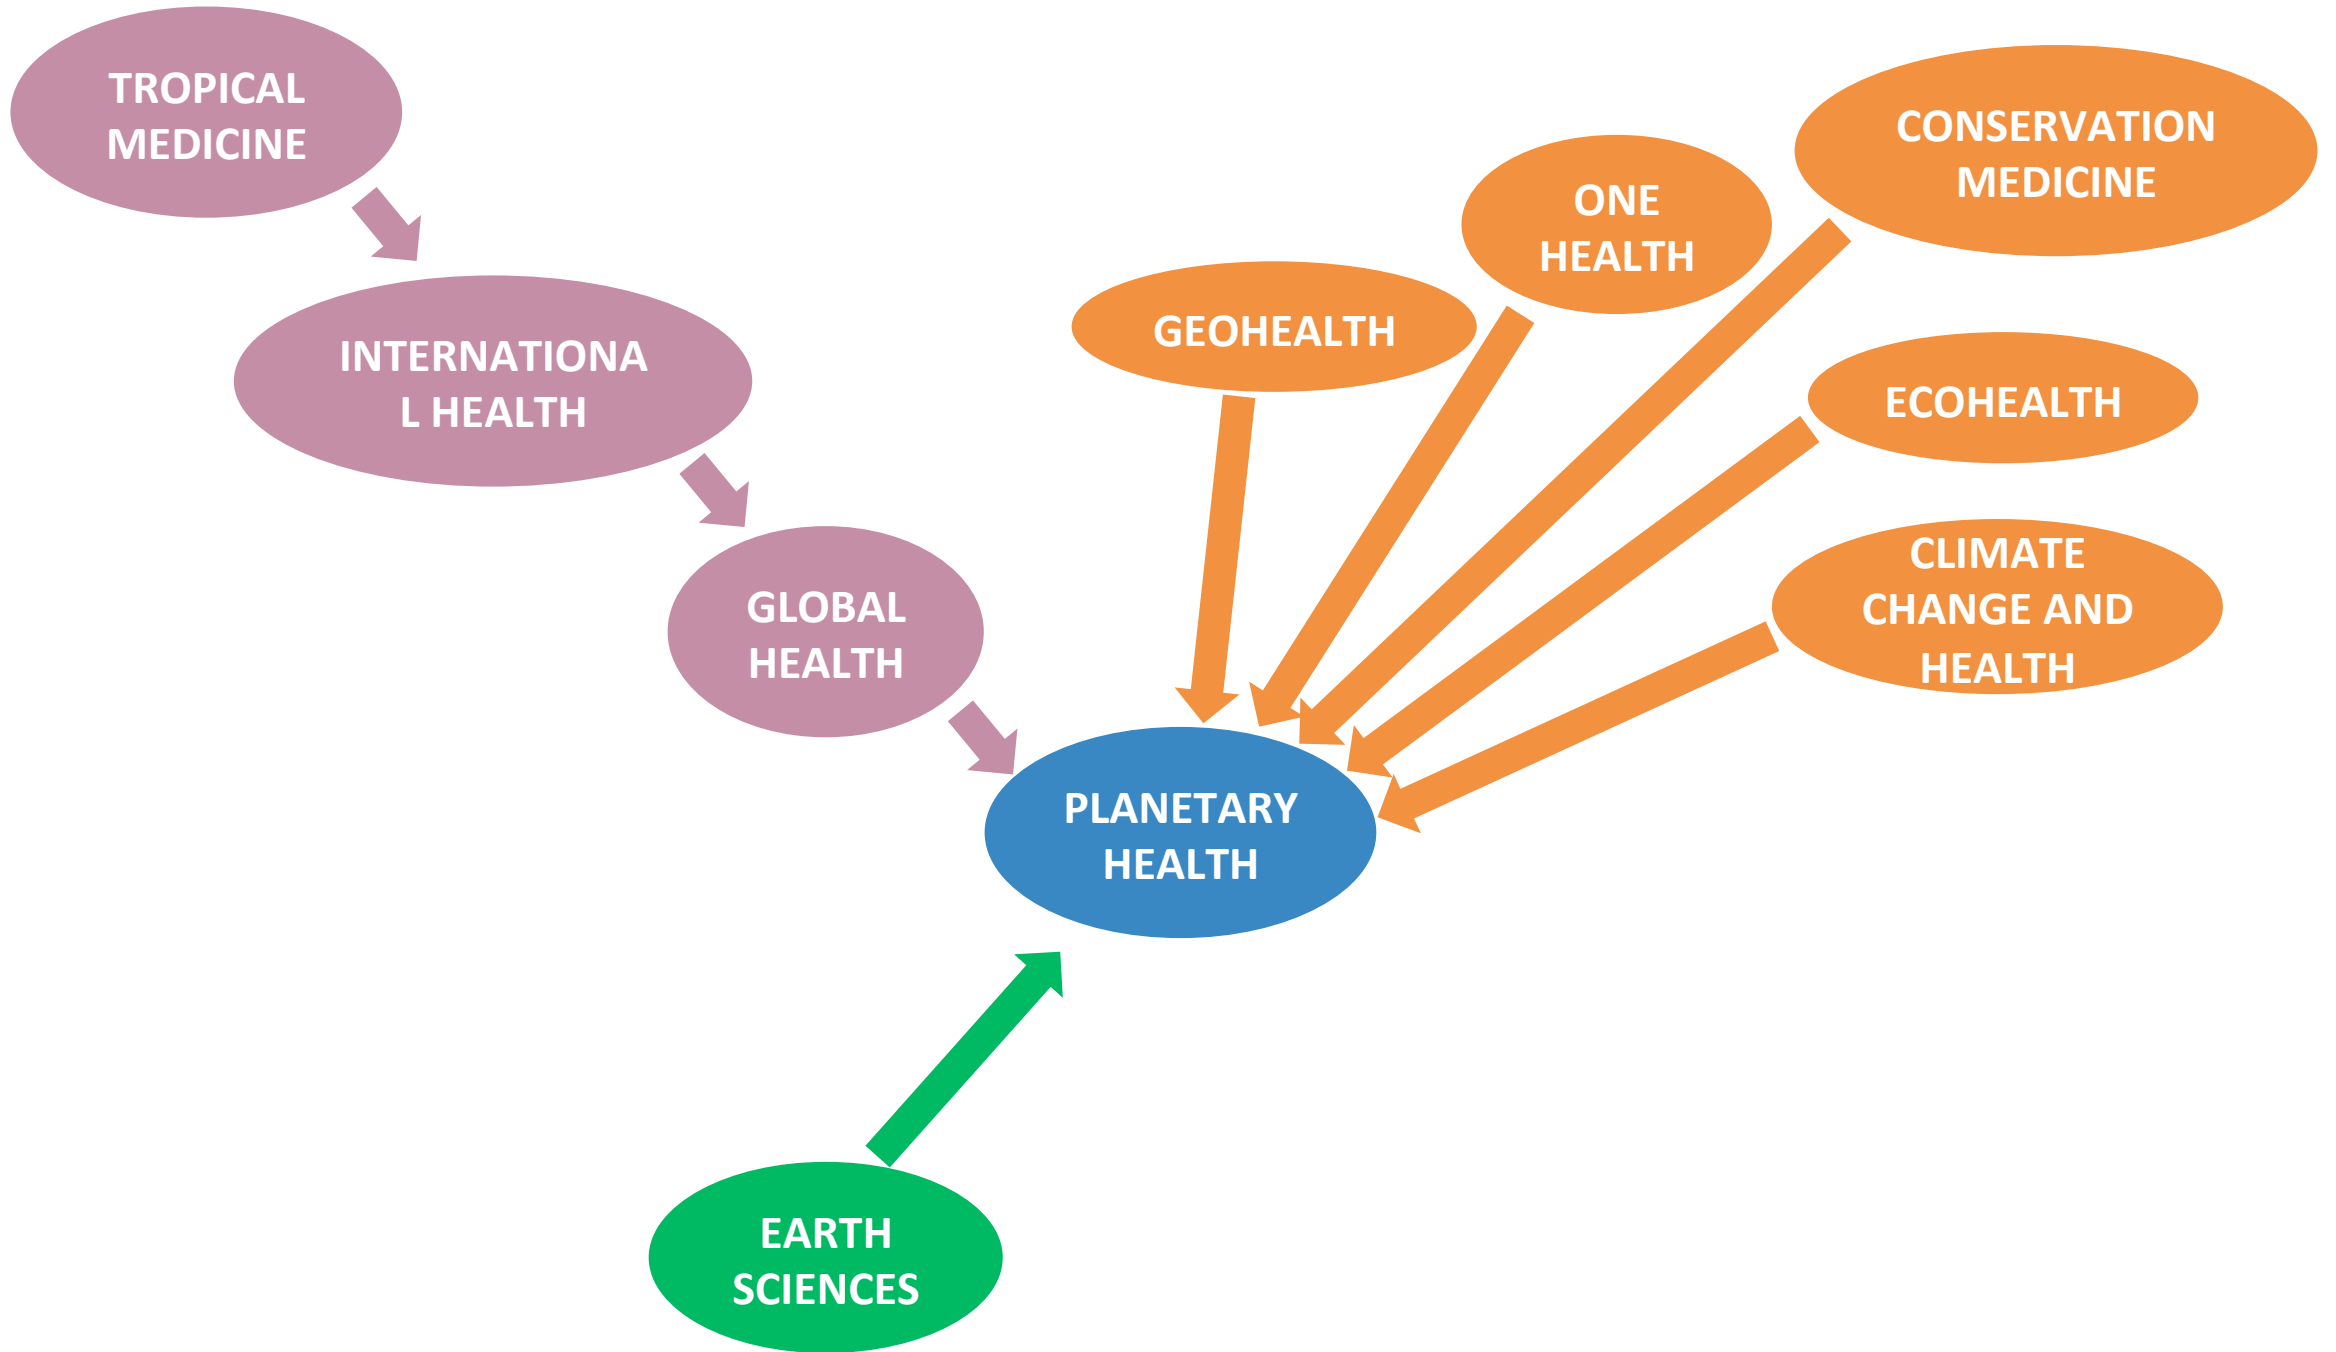 TROPICAL
MEDICINE
INTERNATIONA
L HEALTH
GLOBAL
HEALTH
PLANETARY
HEALTH
GEOHEALTH
ONE
HEALTH
CONSERVATION
MEDICINE
ECOHEALTH
CLIMATE
CHANGE AND
HEALTH
EARTH
SCIENCES